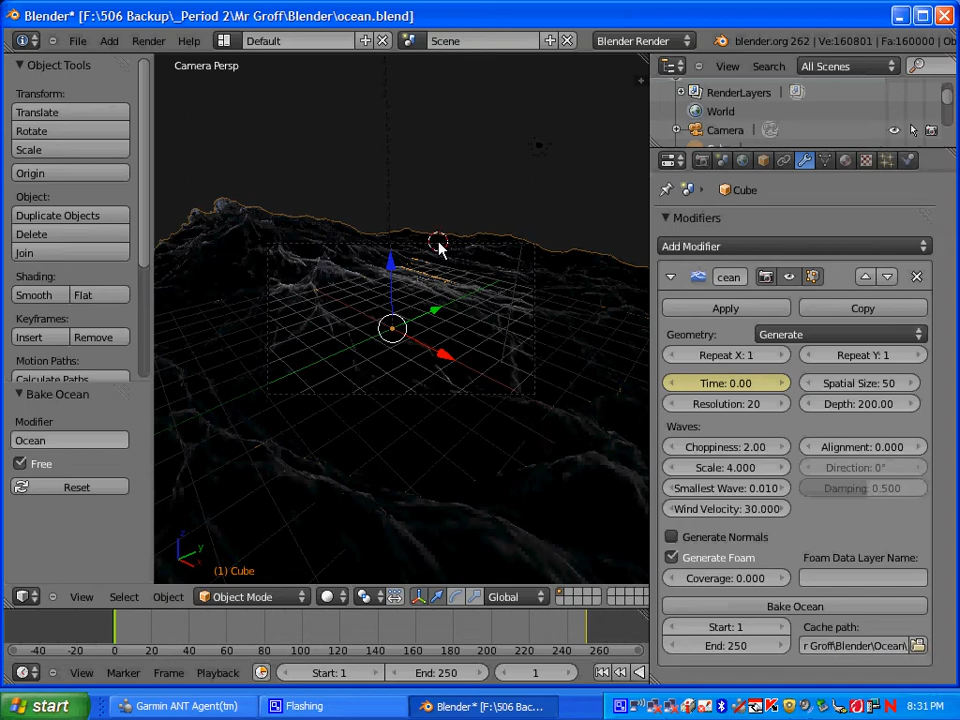 Blender* [F:\506 Backup\_Period 2\Mr Groff\Blender\ocean.blend]
File Add Render Help Default Scene Blender Render blender.org 262 | Ve:160801 | Fa:160000 | Ob
Object Tools
Transform:
Translate
Rotate
Scale
Origin
Object:
Duplicate Objects
Delete
Join
Shading:
Smooth Flat
Keyframes:
Insert Remove
Motion Paths:
Calculate Paths
Bake Ocean
Modifier
Ocean
Free
Reset
Camera Persp
z
y
x
(1) Cube
View Select Object Object Mode Global
-40 -20 0 20 40 60 80 100 120 140 160 180 200 220 240 260
View Marker Frame Playback Start: 1 End: 250 1
View Search All Scenes
RenderLayers
World
Camera
Cube
Modifiers
Add Modifier
cean
Apply Copy
Geometry: Generate
Repeat X: 1 Repeat Y: 1
Time: 0.00 Spatial Size: 50
Resolution: 20 Depth: 200.00
Waves:
Choppiness: 2.00 Alignment: 0.000
Scale: 4.000 Direction: 0°
Smallest Wave: 0.010 Damping: 0.500
Wind Velocity: 30.000
Generate Normals
Generate Foam Foam Data Layer Name:
Coverage: 0.000
Bake Ocean
Start: 1 Cache path:
End: 250 r Groff\Blender\Ocean\
start Garmin ANT Agent(tm) Flashing Blender* [F:\506 Bac... 8:31 PM